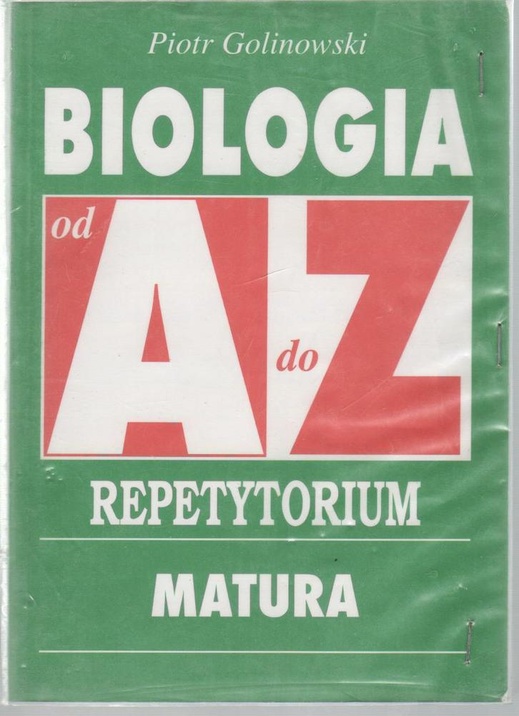 Piotr Golinowski
BIOLOGIA
od
A
do
Z
REPETYTORIUM
MATURA